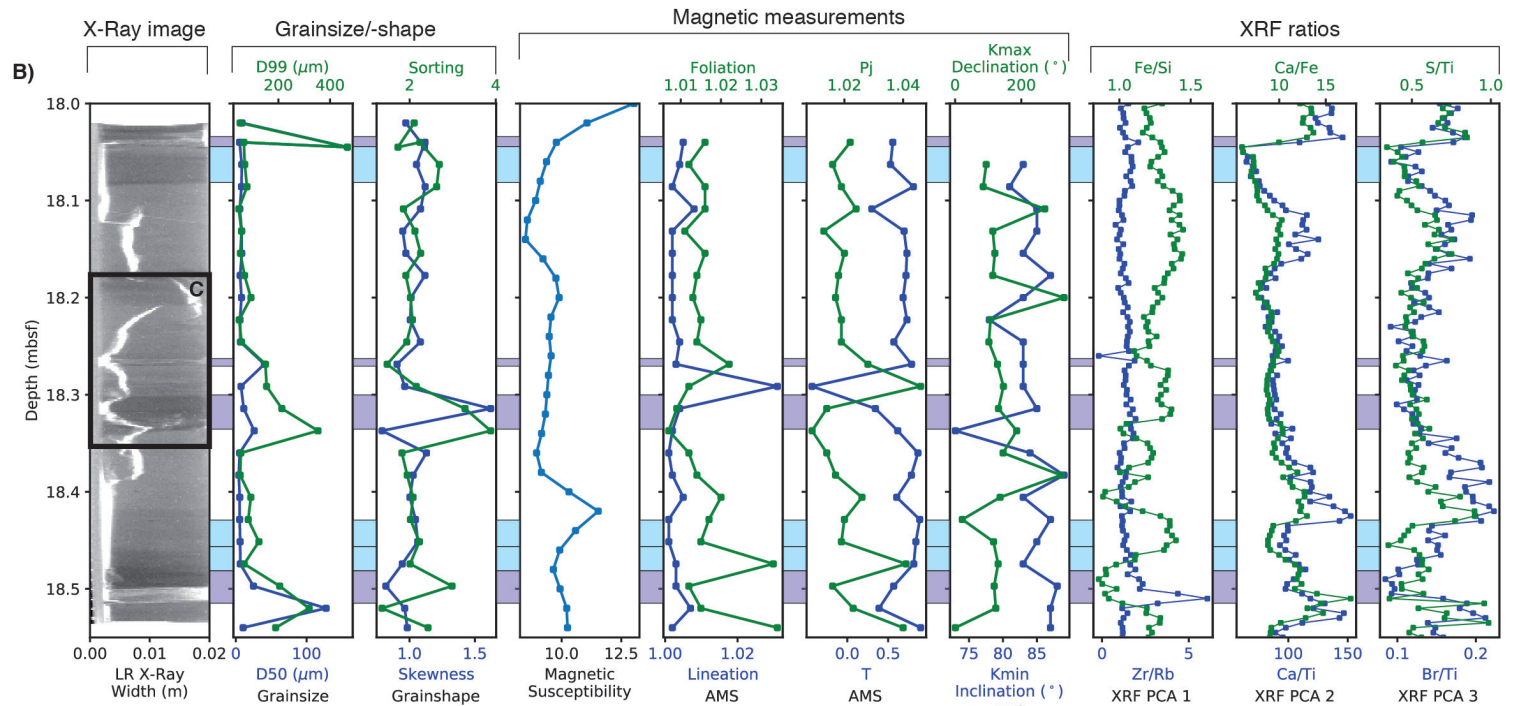 X-Ray image Grainsize/-shape Magnetic measurements XRF ratios
B) D99 (μm) Sorting Foliation Pj Kmax Declination (°) Fe/Si Ca/Fe S/Ti
200 400 2 4 1.01 1.02 1.03 1.02 1.04 0 200 1.0 1.5 10 15 0.5 1.0
18.0
18.1
C
18.2
Depth (mbsf)
18.3
18.4
18.5
0.00 0.01 0.02 0 100 1.0 1.5 10.0 12.5 1.00 1.02 0.0 0.5 75 80 85 0 5 100 150 0.1 0.2
LR X-Ray Width (m) D50 (μm) Skewness Magnetic Susceptibility Lineation T Kmin Inclination (°) Zr/Rb Ca/Ti Br/Ti
Grainsize Grainshape AMS AMS XRF PCA 1 XRF PCA 2 XRF PCA 3